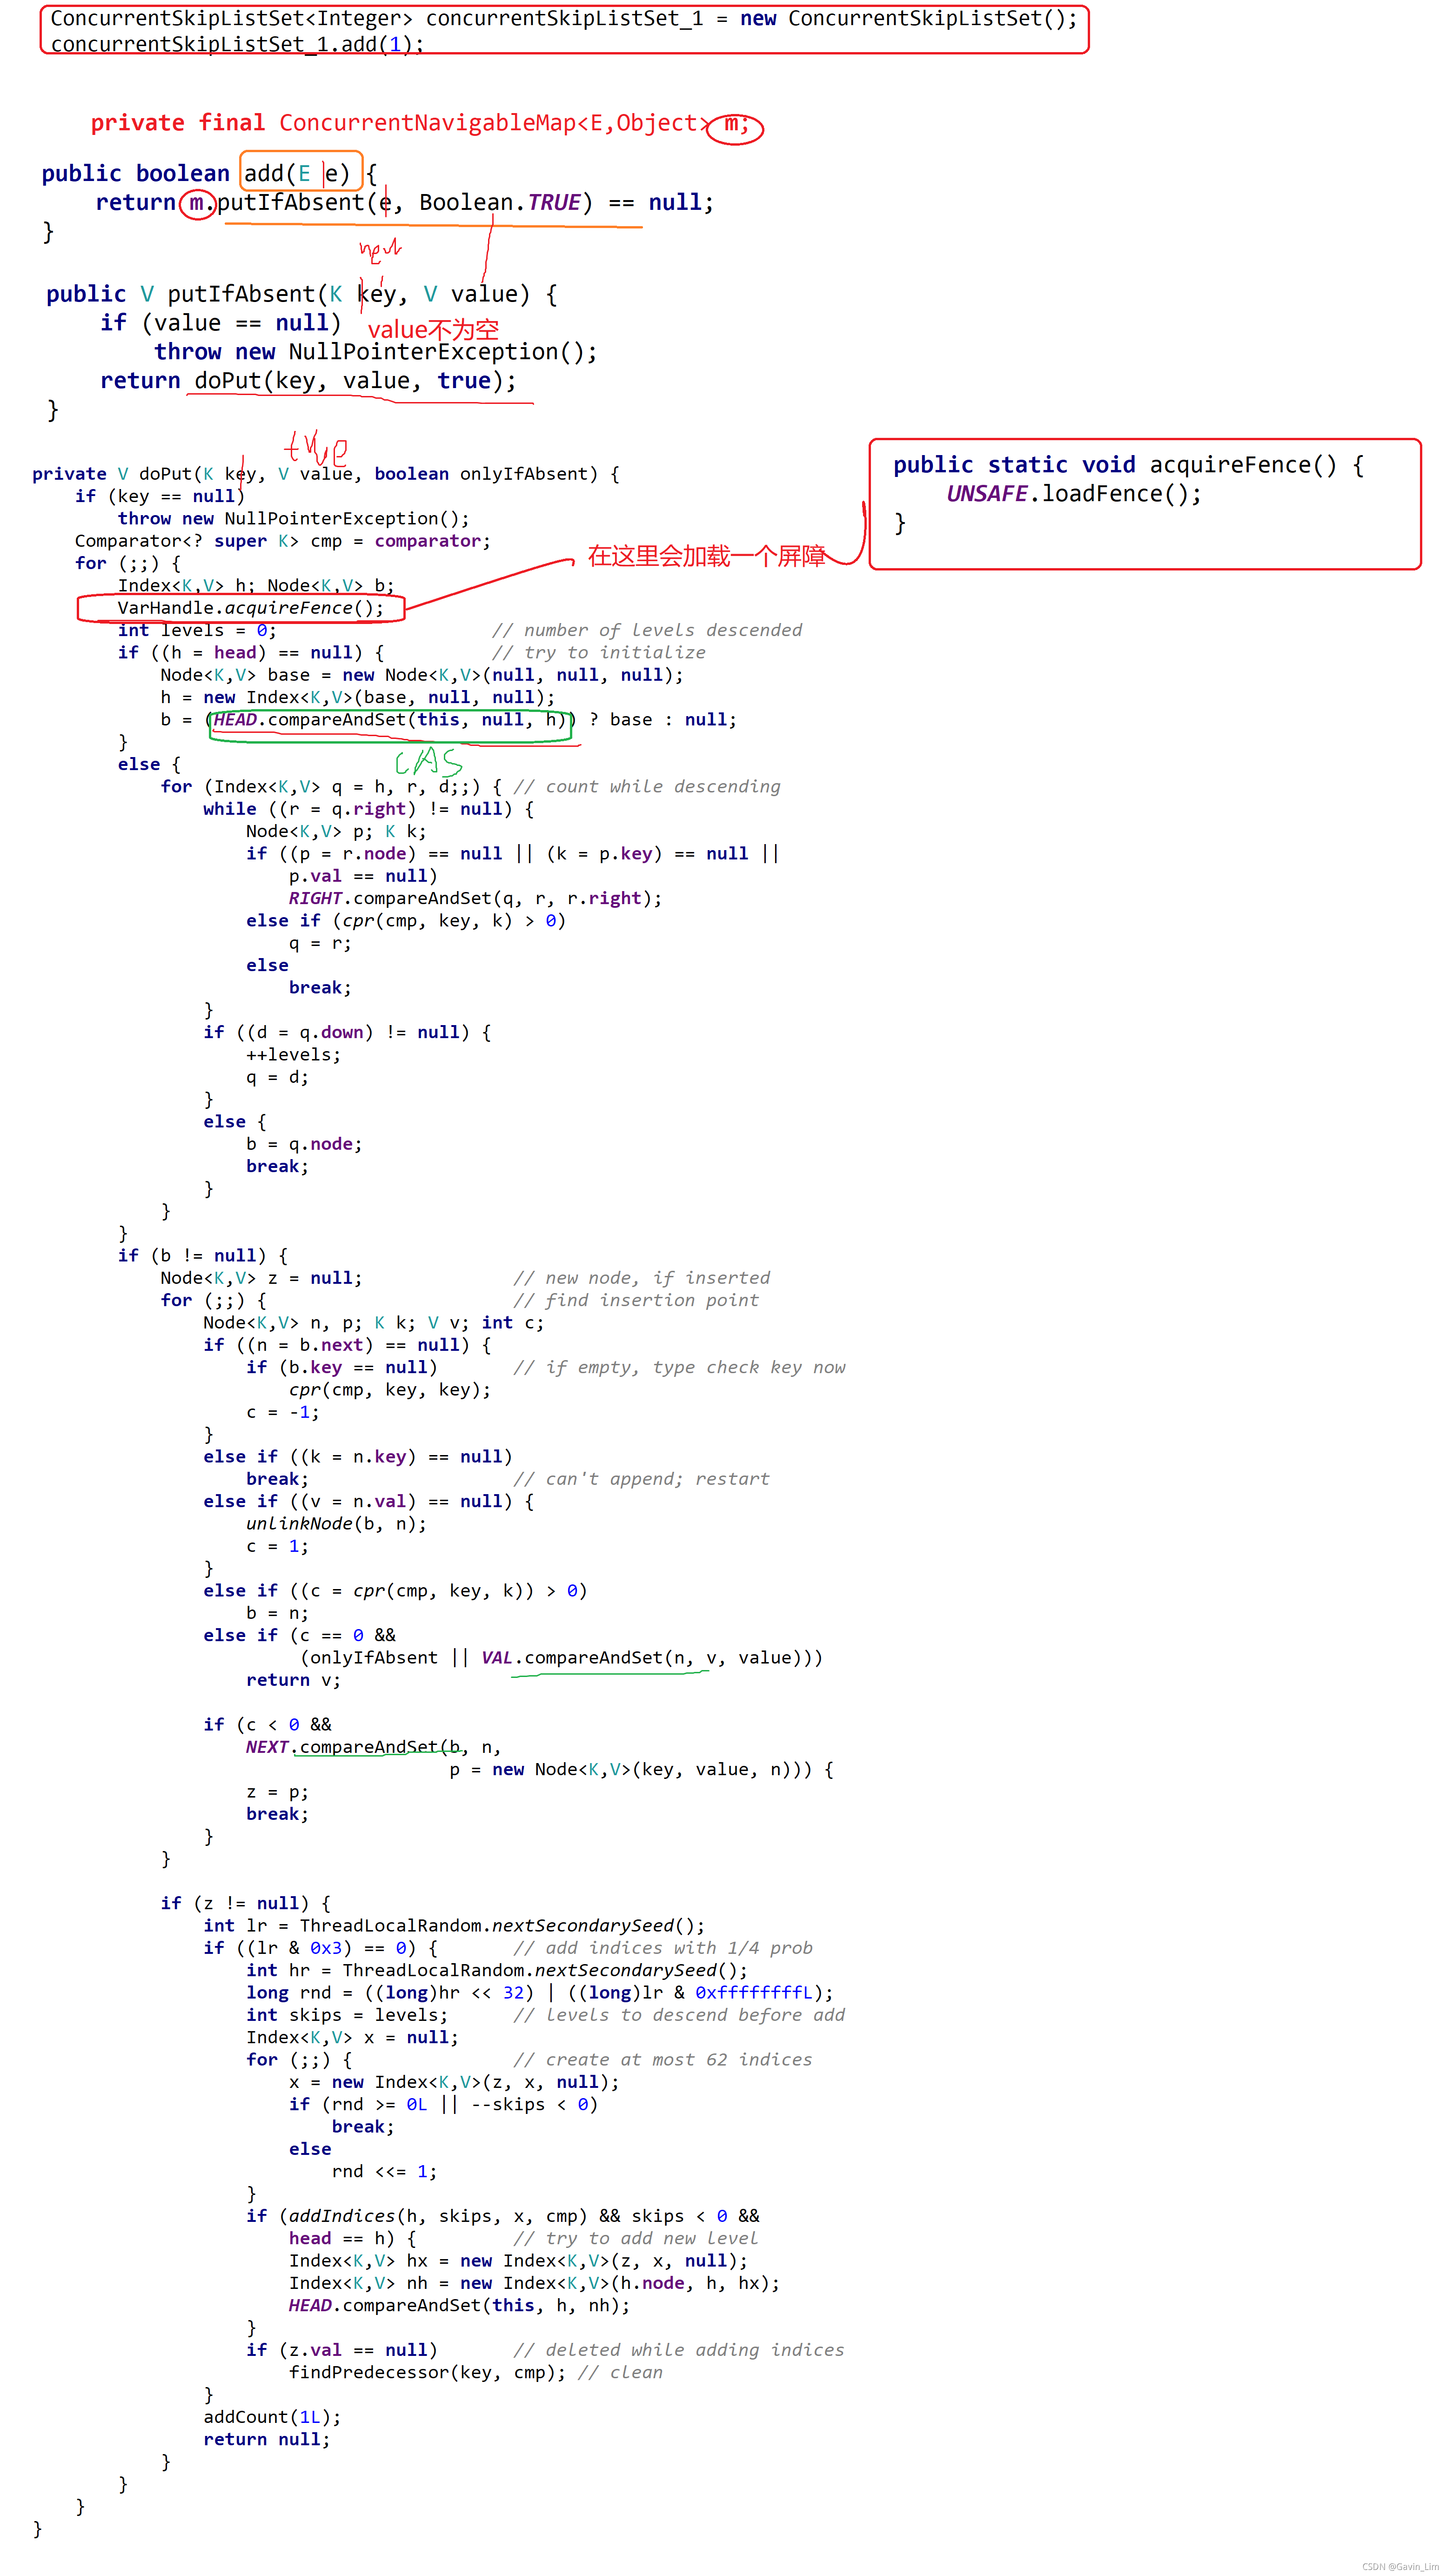 ConcurrentSkipListSet<Integer> concurrentSkipListSet_1 = new ConcurrentSkipListSet();
concurrentSkipListSet_1.add(1);
private final ConcurrentNavigableMap<E,Object> m;
public boolean add(E e) {
    return m.putIfAbsent(e, Boolean.TRUE) == null;
}
public V putIfAbsent(K key, V value) {
    if (value == null)
value不为空
        throw new NullPointerException();
    return doPut(key, value, true);
}
true
private V doPut(K key, V value, boolean onlyIfAbsent) {
    if (key == null)
        throw new NullPointerException();
    Comparator<? super K> cmp = comparator;
    for (;;) {
        Index<K,V> h; Node<K,V> b;
        VarHandle.acquireFence();
在这里会加载一个屏障
public static void acquireFence() {
    UNSAFE.loadFence();
}
        int levels = 0;                    // number of levels descended
        if ((h = head) == null) {          // try to initialize
            Node<K,V> base = new Node<K,V>(null, null, null);
            h = new Index<K,V>(base, null, null);
            b = (HEAD.compareAndSet(this, null, h)) ? base : null;
        }
CAS
        else {
            for (Index<K,V> q = h, r, d;;) { // count while descending
                while ((r = q.right) != null) {
                    Node<K,V> p; K k;
                    if ((p = r.node) == null || (k = p.key) == null ||
                        p.val == null)
                        RIGHT.compareAndSet(q, r, r.right);
                    else if (cpr(cmp, key, k) > 0)
                        q = r;
                    else
                        break;
                }
                if ((d = q.down) != null) {
                    ++levels;
                    q = d;
                }
                else {
                    b = q.node;
                    break;
                }
            }
        }
        if (b != null) {
            Node<K,V> z = null;              // new node, if inserted
            for (;;) {                       // find insertion point
                Node<K,V> n, p; K k; V v; int c;
                if ((n = b.next) == null) {
                    if (b.key == null)       // if empty, type check key now
                        cpr(cmp, key, key);
                    c = -1;
                }
                else if ((k = n.key) == null)
                    break;                   // can't append; restart
                else if ((v = n.val) == null) {
                    unlinkNode(b, n);
                    c = 1;
                }
                else if ((c = cpr(cmp, key, k)) > 0)
                    b = n;
                else if (c == 0 &&
                         (onlyIfAbsent || VAL.compareAndSet(n, v, value)))
                    return v;
                if (c < 0 &&
                    NEXT.compareAndSet(b, n,
                                       p = new Node<K,V>(key, value, n))) {
                    z = p;
                    break;
                }
            }
            if (z != null) {
                int lr = ThreadLocalRandom.nextSecondarySeed();
                if ((lr & 0x3) == 0) {       // add indices with 1/4 prob
                    int hr = ThreadLocalRandom.nextSecondarySeed();
                    long rnd = ((long)hr << 32) | ((long)lr & 0xffffffffL);
                    int skips = levels;      // levels to descend before add
                    Index<K,V> x = null;
                    for (;;) {               // create at most 62 indices
                        x = new Index<K,V>(z, x, null);
                        if (rnd >= 0L || --skips < 0)
                            break;
                        else
                            rnd <<= 1;
                    }
                    if (addIndices(h, skips, x, cmp) && skips < 0 &&
                        head == h) {         // try to add new level
                        Index<K,V> hx = new Index<K,V>(z, x, null);
                        Index<K,V> nh = new Index<K,V>(h.node, h, hx);
                        HEAD.compareAndSet(this, h, nh);
                    }
                    if (z.val == null)       // deleted while adding indices
                        findPredecessor(key, cmp); // clean
                }
                addCount(1L);
                return null;
            }
        }
    }
}
CSDN @Gavin_Lim